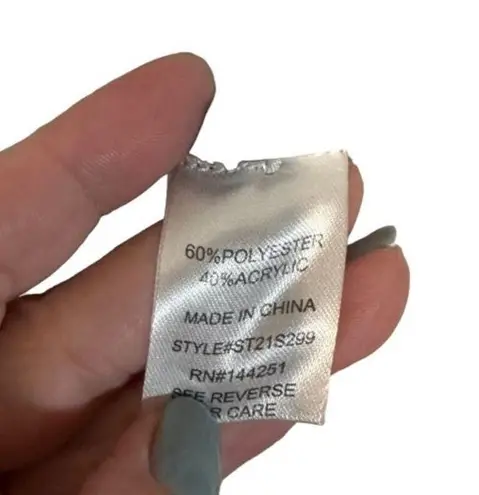 60%POLYESTER
40%ACRYLIC
MADE IN CHINA
STYLE#ST21S299
RN#144251
SEE REVERSE
R CARE